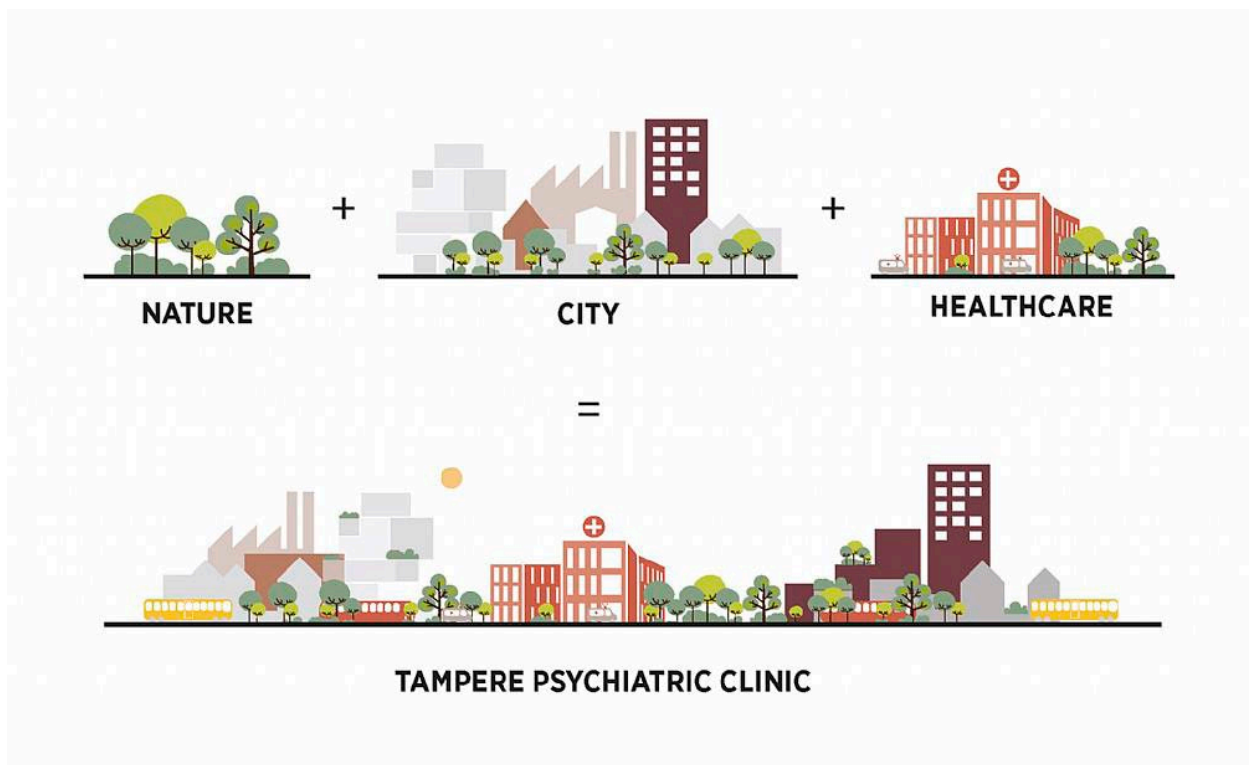 + +
NATURE CITY HEALTHCARE
=
TAMPERE PSYCHIATRIC CLINIC